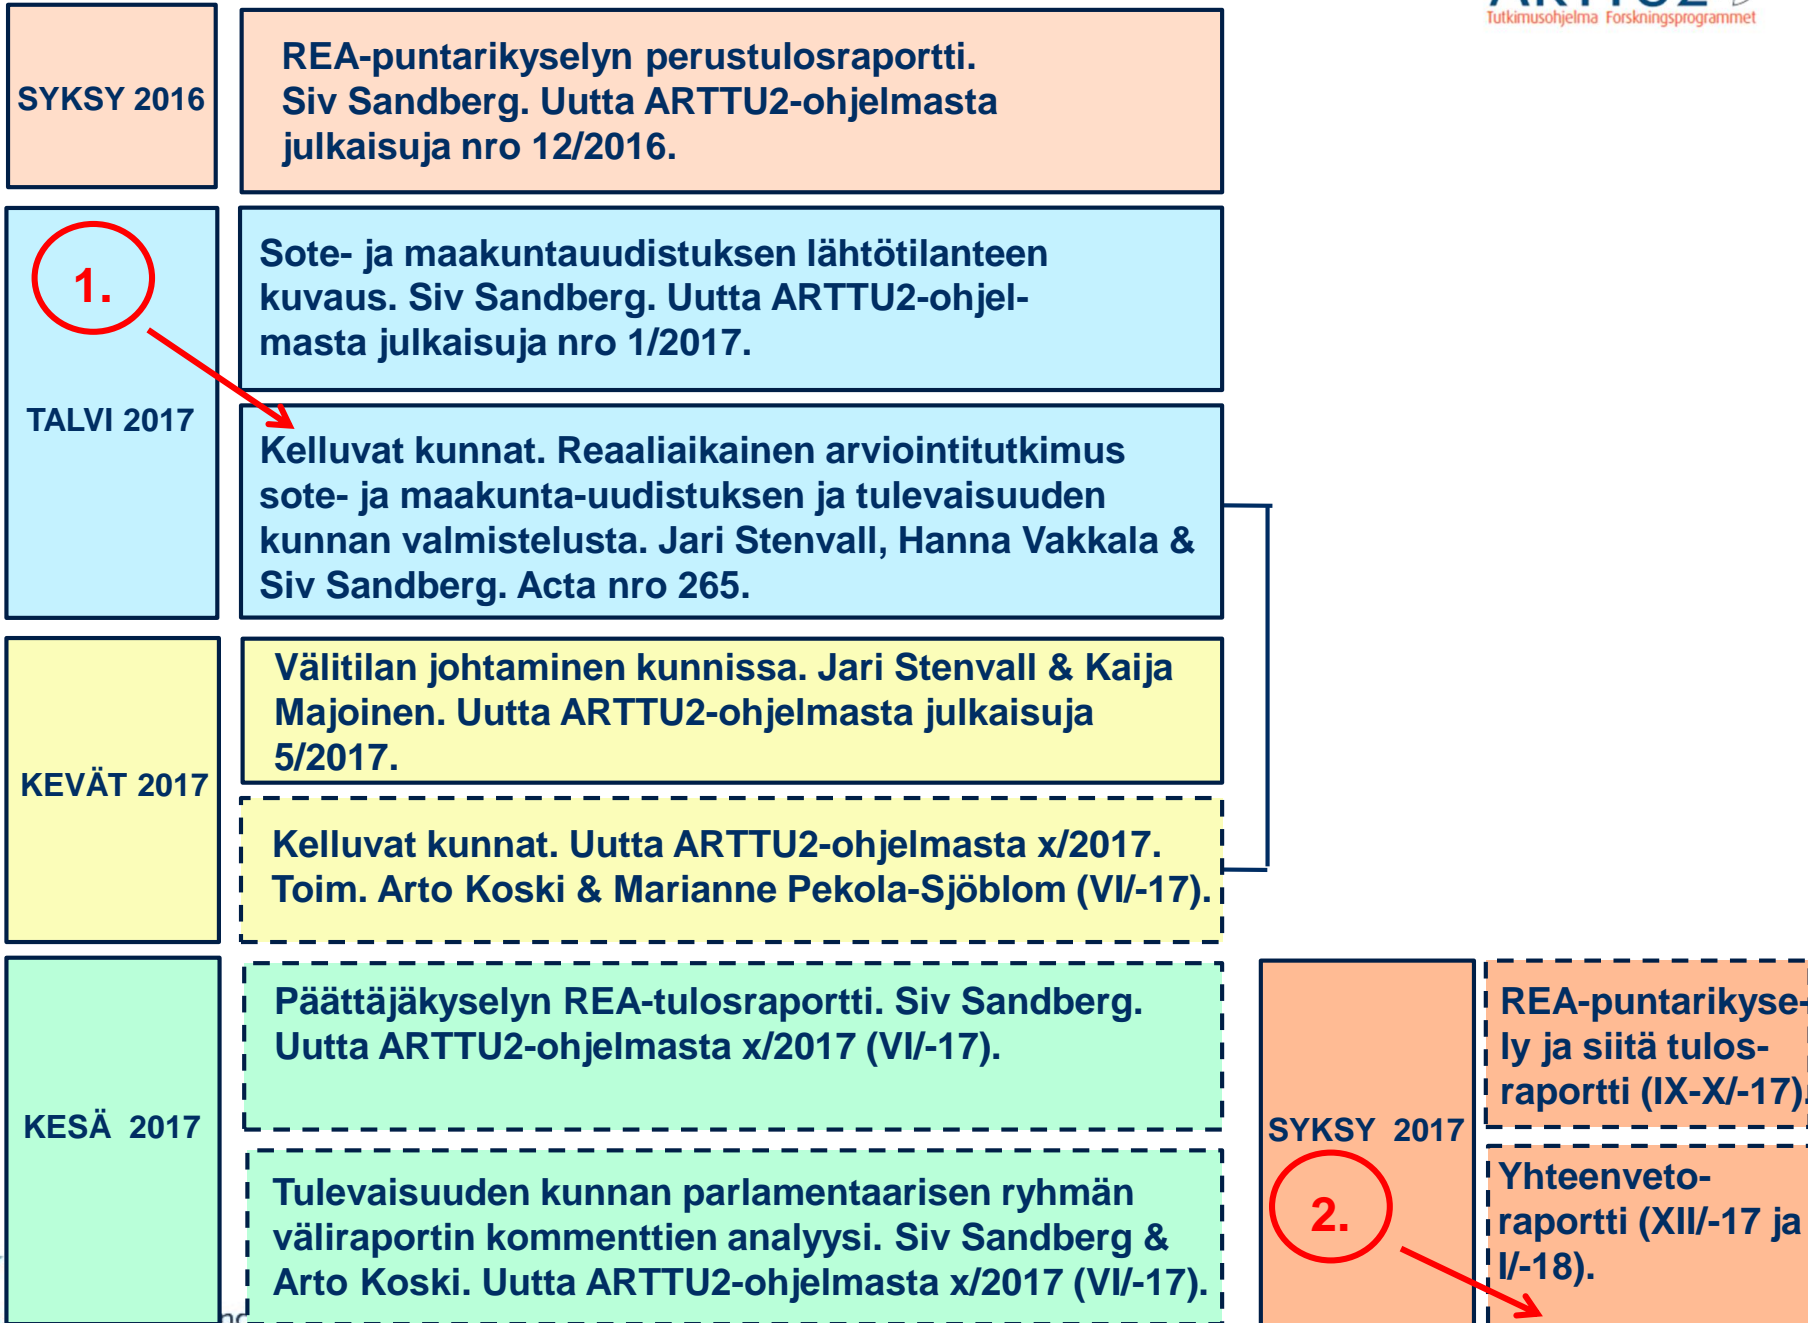 Tutkimusohjelma Forskningsprogrammet
SYKSY 2016
REA-puntarikyselyn perustulosraportti.
Siv Sandberg. Uutta ARTTU2-ohjelmasta
julkaisuja nro 12/2016.
1.
TALVI 2017
Sote- ja maakuntauudistuksen lähtötilanteen
kuvaus. Siv Sandberg. Uutta ARTTU2-ohjel-
masta julkaisuja nro 1/2017.
Kelluvat kunnat. Reaaliaikainen arviointitutkimus
sote- ja maakunta-uudistuksen ja tulevaisuuden
kunnan valmistelusta. Jari Stenvall, Hanna Vakkala &
Siv Sandberg. Acta nro 265.
KEVÄT 2017
Välitilan johtaminen kunnissa. Jari Stenvall & Kaija
Majoinen. Uutta ARTTU2-ohjelmasta julkaisuja
5/2017.
Kelluvat kunnat. Uutta ARTTU2-ohjelmasta x/2017.
Toim. Arto Koski & Marianne Pekola-Sjöblom (VI/-17).
KESÄ 2017
Päättäjäkyselyn REA-tulosraportti. Siv Sandberg.
Uutta ARTTU2-ohjelmasta x/2017 (VI/-17).
Tulevaisuuden kunnan parlamentaarisen ryhmän
väliraportin kommenttien analyysi. Siv Sandberg &
Arto Koski. Uutta ARTTU2-ohjelmasta x/2017 (VI/-17).
SYKSY 2017
2.
REA-puntarikyse-
ly ja siitä tulos-
raportti (IX-X/-17).
Yhteenveto-
raportti (XII/-17 ja
I/-18).